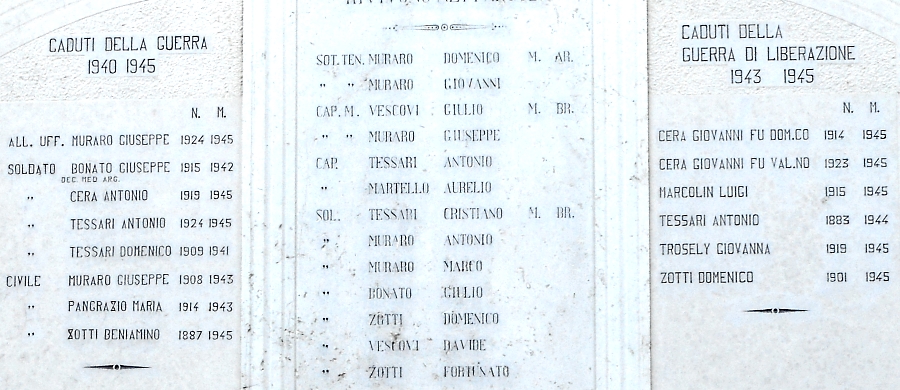 CADUTI DELLA GUERRA
1940 1945
N. M.
ALL. UFF. MURARO GIUSEPPE 1924 1945
SOLDATO BONATO GIUSEPPE 1915 1942
DEC. MED ARG.
" CERA ANTONIO 1919 1945
" TESSARI ANTONIO 1924 1945
" TESSARI DOMENICO 1909 1941
CIVILE MURARO GIUSEPPE 1908 1943
" PANGRAZIO MARIA 1914 1943
" ZOTTI BENIAMINO 1887 1945
SOT. TEN. MURARO DOMENICO M. AR.
" " MURARO GIOVANNI
CAP. M. VESCOVI GIULIO M. BR.
" " MURARO GIUSEPPE
CAP. TESSARI ANTONIO
" MARTELLO AURELIO
SOL. TESSARI CRISTIANO M. BR.
" MURARO ANTONIO
" MURARO MARCO
" BONATO GIULIO
" ZOTTI DOMENICO
" VESCOVI DAVIDE
" ZOTTI FORTUNATO
CADUTI DELLA
GUERRA DI LIBERAZIONE
1943 1945
N. M.
CERA GIOVANNI FU DOM.CO 1914 1945
CERA GIOVANNI FU VAL.NO 1923 1945
MARCOLIN LUIGI 1915 1945
TESSARI ANTONIO 1883 1944
TROSELY GIOVANNA 1919 1945
ZOTTI DOMENICO 1901 1945